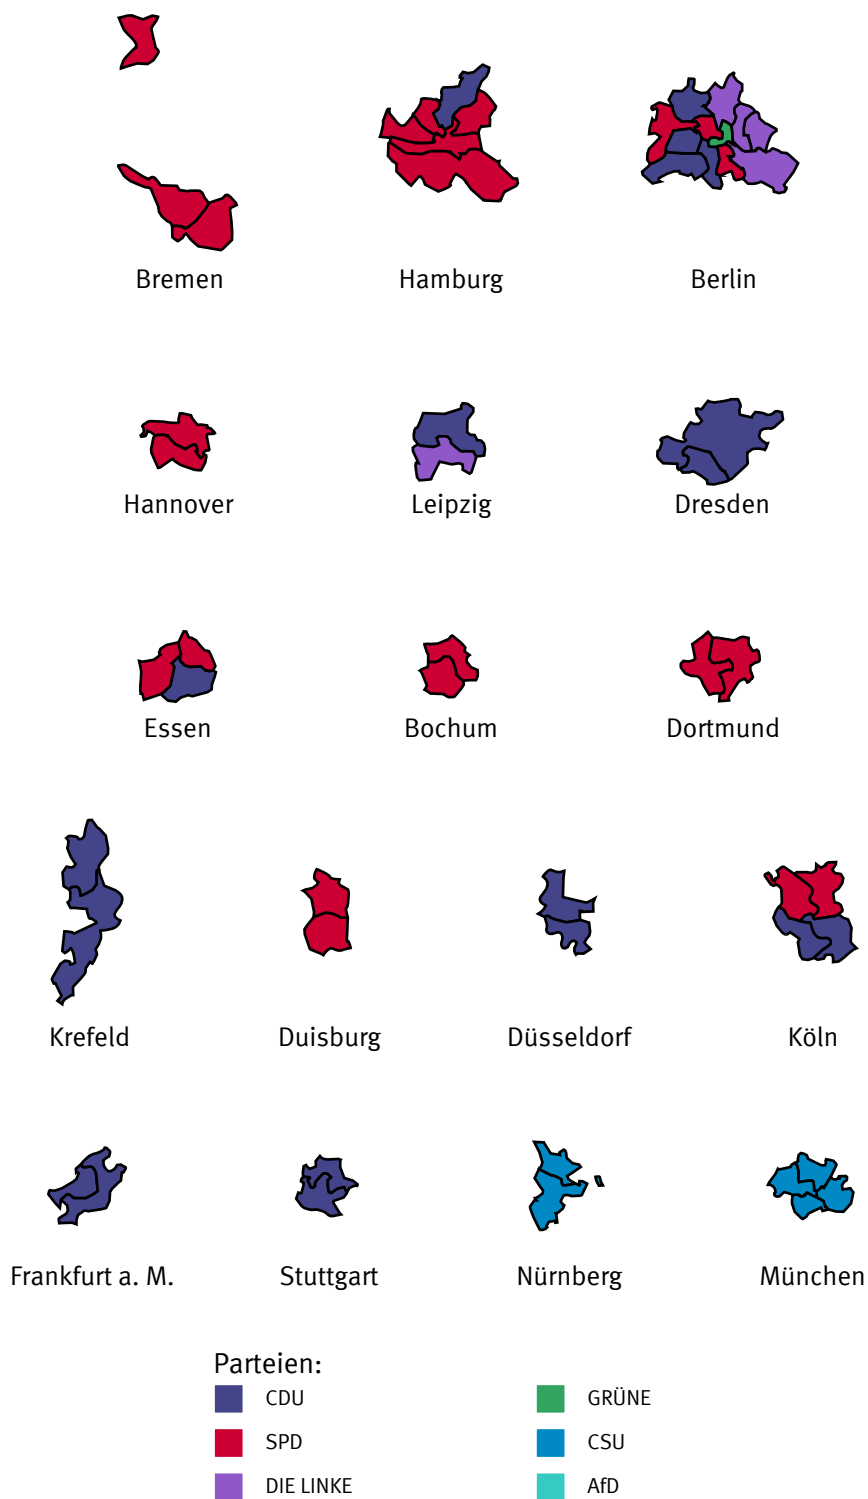 Bremen
Hamburg
Berlin
Hannover
Leipzig
Dresden
Essen
Bochum
Dortmund
Krefeld
Duisburg
Düsseldorf
Köln
Frankfurt a. M.
Stuttgart
Nürnberg
München
Parteien:
CDU
GRÜNE
SPD
CSU
DIE LINKE
AfD